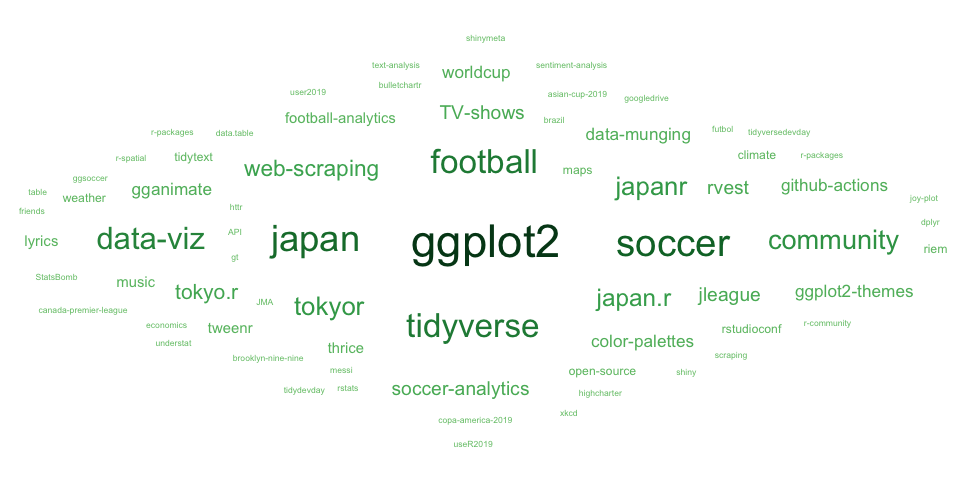 shinymeta
text-analysis
worldcup
sentiment-analysis
bulletchartr
user2019
asian-cup-2019
googledrive
football-analytics
TV-shows
brazil
r-packages
data.table
data-munging
futbol
tidyversedevday
r-spatial
tidytext
web-scraping
football
maps
climate
r-packages
ggsoccer
table
weather
gganimate
japanr
rvest
github-actions
joy-plot
friends
httr
lyrics
data-viz
API
japan
ggplot2
soccer
community
dplyr
riem
gt
StatsBomb
music
tokyo.r
JMA
tokyor
japan.r
jleague
ggplot2-themes
canada-premier-league
economics
tweenr
tidyverse
rstudioconf
r-community
understat
thrice
color-palettes
brooklyn-nine-nine
scraping
messi
open-source
shiny
tidydevday
rstats
soccer-analytics
highcharter
xkcd
copa-america-2019
useR2019